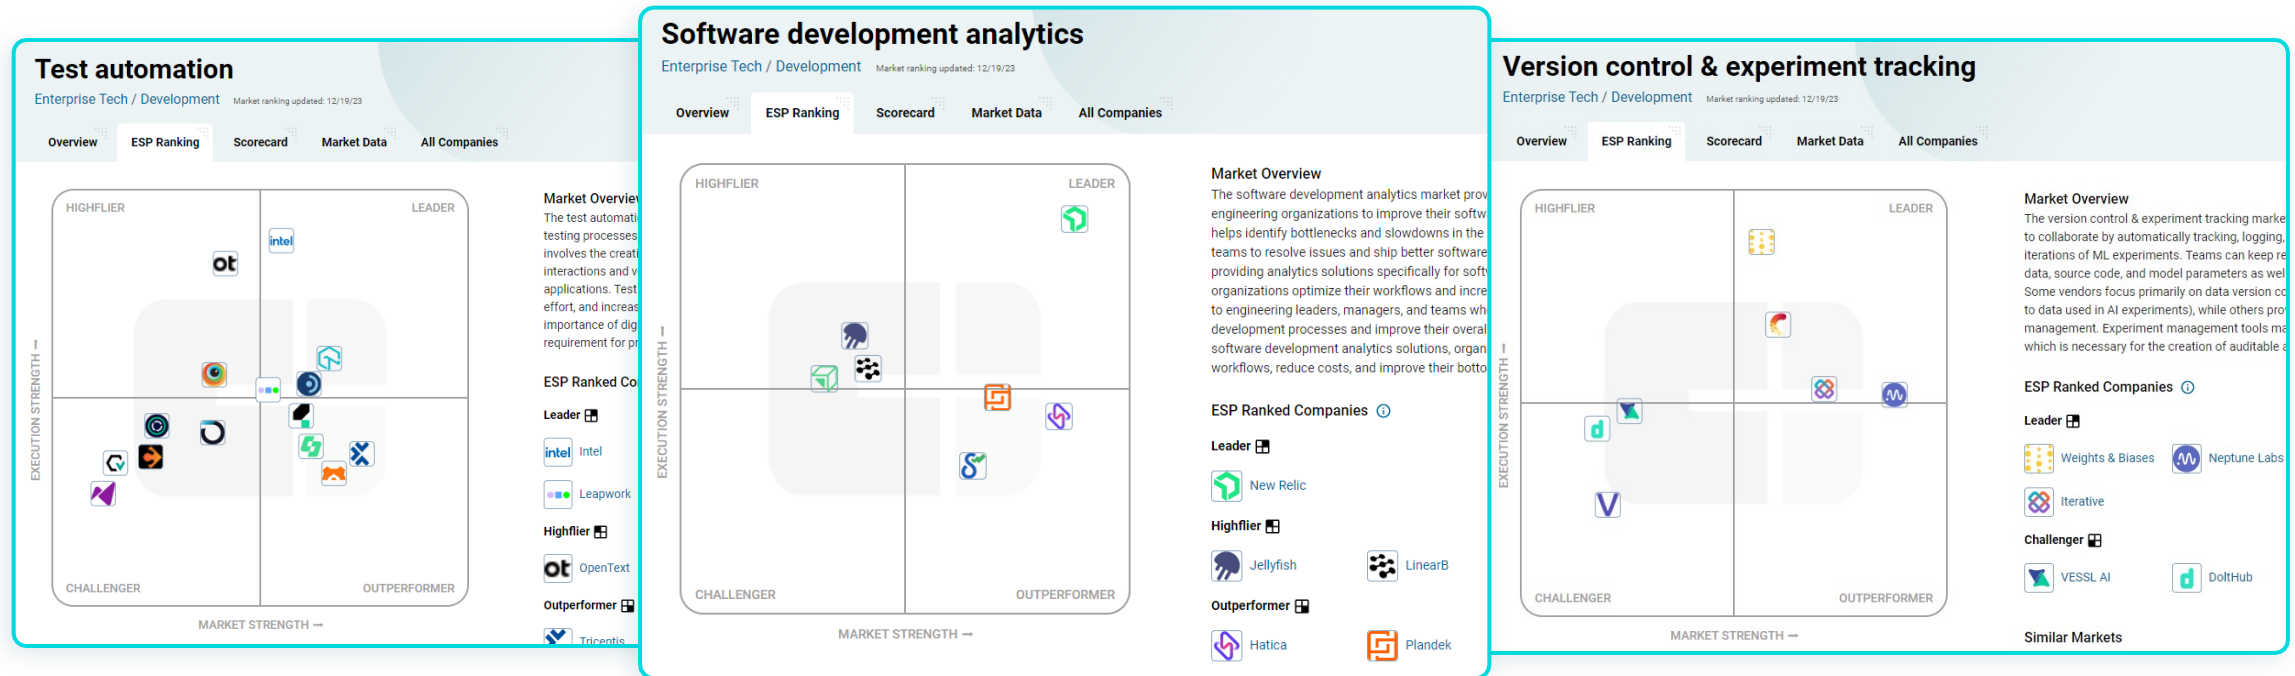 Test automation
Enterprise Tech / Development Market ranking updated: 12/19/23
Overview ESP Ranking Scorecard Market Data All Companies
HIGHFLIER LEADER
intel
ot
EXECUTION STRENGTH →
CHALLENGER OUTPERFORMER
MARKET STRENGTH →
Market Overview
The test automati
testing processes
involves the creati
interactions and v
applications. Test
effort, and increas
importance of dig
requirement for pr
ESP Ranked Co
Leader
intel Intel
Leapwork
Highflier
ot OpenText
Outperformer
Tricentis
Software development analytics
Enterprise Tech / Development Market ranking updated: 12/19/23
Overview ESP Ranking Scorecard Market Data All Companies
HIGHFLIER LEADER
EXECUTION STRENGTH →
CHALLENGER OUTPERFORMER
MARKET STRENGTH →
Market Overview
The software development analytics market prov
engineering organizations to improve their softw
helps identify bottlenecks and slowdowns in the
teams to resolve issues and ship better software
providing analytics solutions specifically for soft
organizations optimize their workflows and incre
to engineering leaders, managers, and teams wh
development processes and improve their overal
software development analytics solutions, organ
workflows, reduce costs, and improve their botto
ESP Ranked Companies
Leader
New Relic
Highflier
Jellyfish LinearB
Outperformer
Hatica Plandek
Version control & experiment tracking
Enterprise Tech / Development Market ranking updated: 12/19/23
Overview ESP Ranking Scorecard Market Data All Companies
HIGHFLIER LEADER
EXECUTION STRENGTH →
d
V
CHALLENGER OUTPERFORMER
MARKET STRENGTH →
Market Overview
The version control & experiment tracking marke
to collaborate by automatically tracking, logging,
iterations of ML experiments. Teams can keep re
data, source code, and model parameters as wel
Some vendors focus primarily on data version co
to data used in AI experiments), while others pro
management. Experiment management tools ma
which is necessary for the creation of auditable a
ESP Ranked Companies
Leader
Weights & Biases Neptune Labs
Iterative
Challenger
VESSL AI d DoltHub
Similar Markets